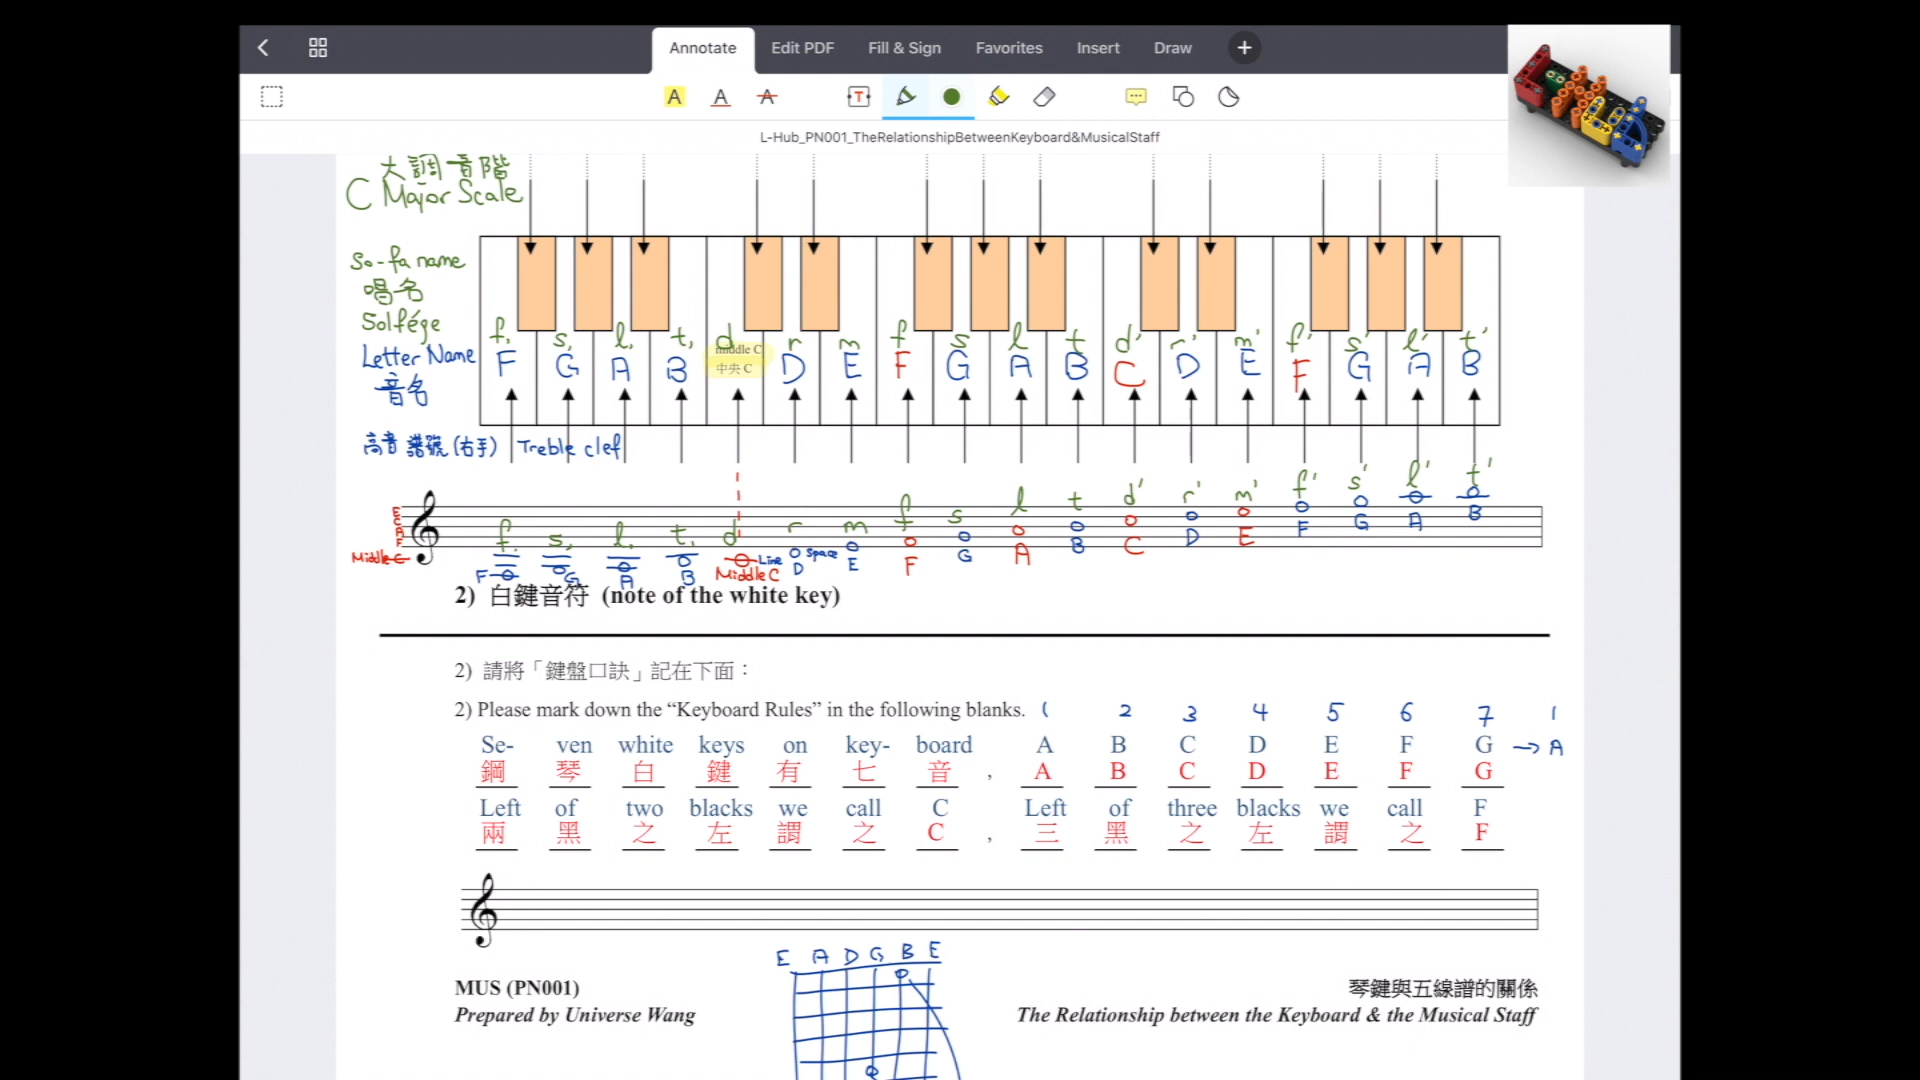 Annotate Edit PDF Fill & Sign Favorites Insert Draw
L-Hub_PN001_TheRelationshipBetweenKeyboard&MusicalStaff
大調音階
C Major Scale
So-fa name
唱名
Solfége
f, s, l, t, d r m f s l t d' r' m' f' s' l' t'
middle C
中央 C
Letter Name F G A B D E F G A B C D E F G A B
音名
高音譜號(右手) Treble clef
f, s, l, t, d r m f s l t d' r' m' f' s' l' t'
E
C
A
F
Middle C
F G A B Middle C Line D Space E F G A B C D E F G A B
2) 白鍵音符 (note of the white key)
2) 請將「鍵盤口訣」記在下面：
2) Please mark down the “Keyboard Rules” in the following blanks. 1 2 3 4 5 6 7 1
Se- ven white keys on key- board A B C D E F G → A
鋼 琴 白 鍵 有 七 音 , A B C D E F G
Left of two blacks we call C Left of three blacks we call F
兩 黑 之 左 謂 之 C , 三 黑 之 左 謂 之 F
E A D G B E
MUS (PN001) 琴鍵與五線譜的關係
Prepared by Universe Wang The Relationship between the Keyboard & the Musical Staff